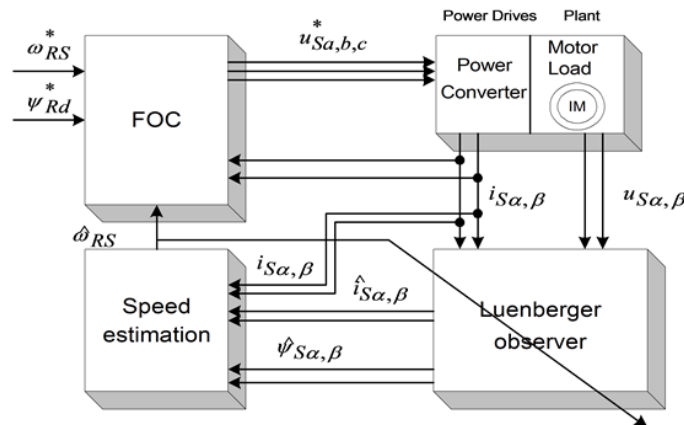 Power Drives Plant
ω*RS
u*Sa,b,c
ψ*Rd
FOC
Power Converter
Motor Load
IM
iSα,β
uSα,β
ω̂RS
iSα,β
îSα,β
ψ̂Sα,β
Speed estimation
Luenberger observer